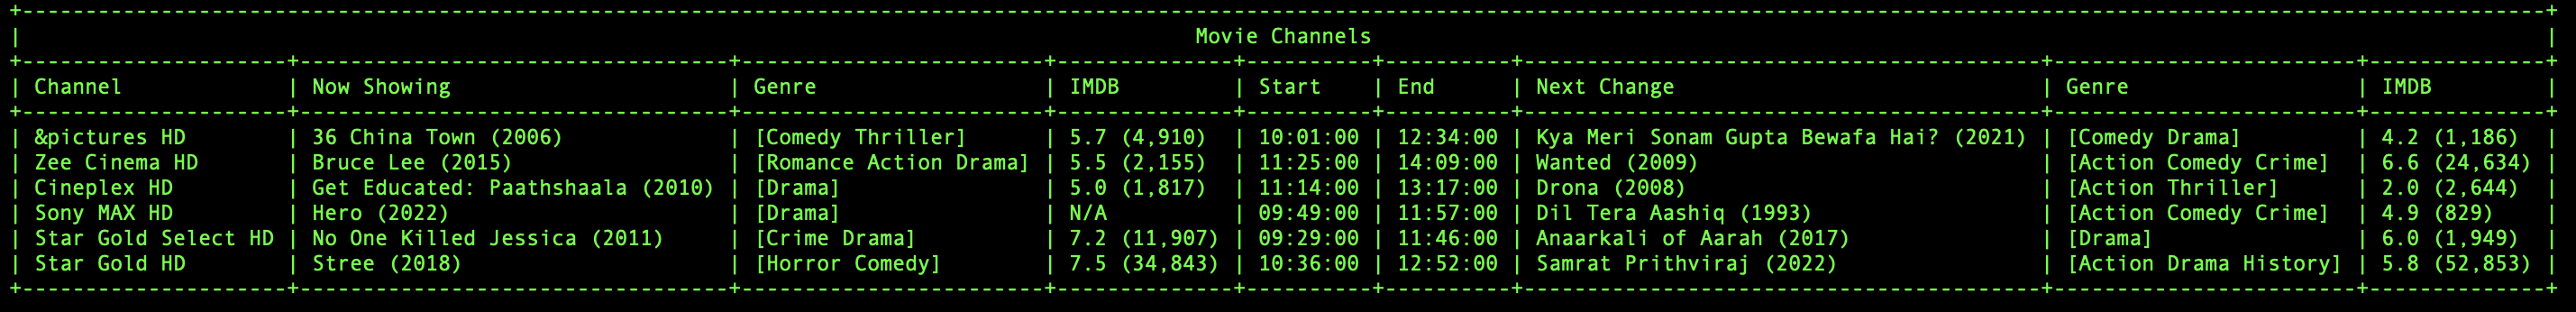 Movie Channels
| Channel | Now Showing | Genre | IMDB | Start | End | Next Change | Genre | IMDB |
| &pictures HD | 36 China Town (2006) | [Comedy Thriller] | 5.7 (4,910) | 10:01:00 | 12:34:00 | Kya Meri Sonam Gupta Bewafa Hai? (2021) | [Comedy Drama] | 4.2 (1,186) |
| Zee Cinema HD | Bruce Lee (2015) | [Romance Action Drama] | 5.5 (2,155) | 11:25:00 | 14:09:00 | Wanted (2009) | [Action Comedy Crime] | 6.6 (24,634) |
| Cineplex HD | Get Educated: Paathshaala (2010) | [Drama] | 5.0 (1,817) | 11:14:00 | 13:17:00 | Drona (2008) | [Action Thriller] | 2.0 (2,644) |
| Sony MAX HD | Hero (2022) | [Drama] | N/A | 09:49:00 | 11:57:00 | Dil Tera Aashiq (1993) | [Action Comedy Crime] | 4.9 (829) |
| Star Gold Select HD | No One Killed Jessica (2011) | [Crime Drama] | 7.2 (11,907) | 09:29:00 | 11:46:00 | Anaarkali of Aarah (2017) | [Drama] | 6.0 (1,949) |
| Star Gold HD | Stree (2018) | [Horror Comedy] | 7.5 (34,843) | 10:36:00 | 12:52:00 | Samrat Prithviraj (2022) | [Action Drama History] | 5.8 (52,853) |